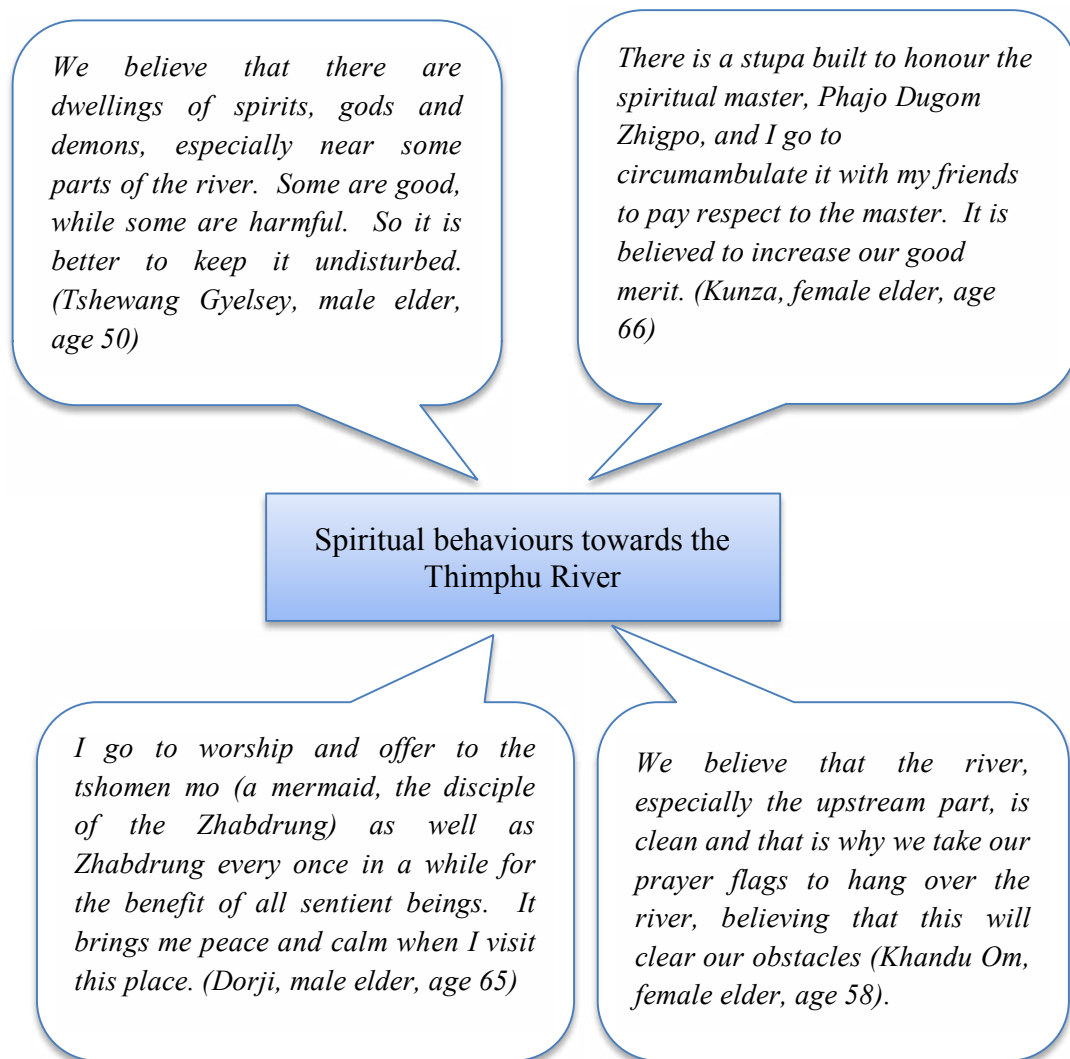 We believe that there are
dwellings of spirits, gods and
demons, especially near some
parts of the river. Some are good,
while some are harmful. So it is
better to keep it undisturbed.
(Tshewang Gyelsey, male elder,
age 50)
There is a stupa built to honour the
spiritual master, Phajo Dugom
Zhigpo, and I go to
circumambulate it with my friends
to pay respect to the master. It is
believed to increase our good
merit. (Kunza, female elder, age
66)
Spiritual behaviours towards the
Thimphu River
I go to worship and offer to the
tshomen mo (a mermaid, the disciple
of the Zhabdrung) as well as
Zhabdrung every once in a while for
the benefit of all sentient beings. It
brings me peace and calm when I visit
this place. (Dorji, male elder, age 65)
We believe that the river,
especially the upstream part, is
clean and that is why we take our
prayer flags to hang over the
river, believing that this will
clear our obstacles (Khandu Om,
female elder, age 58).